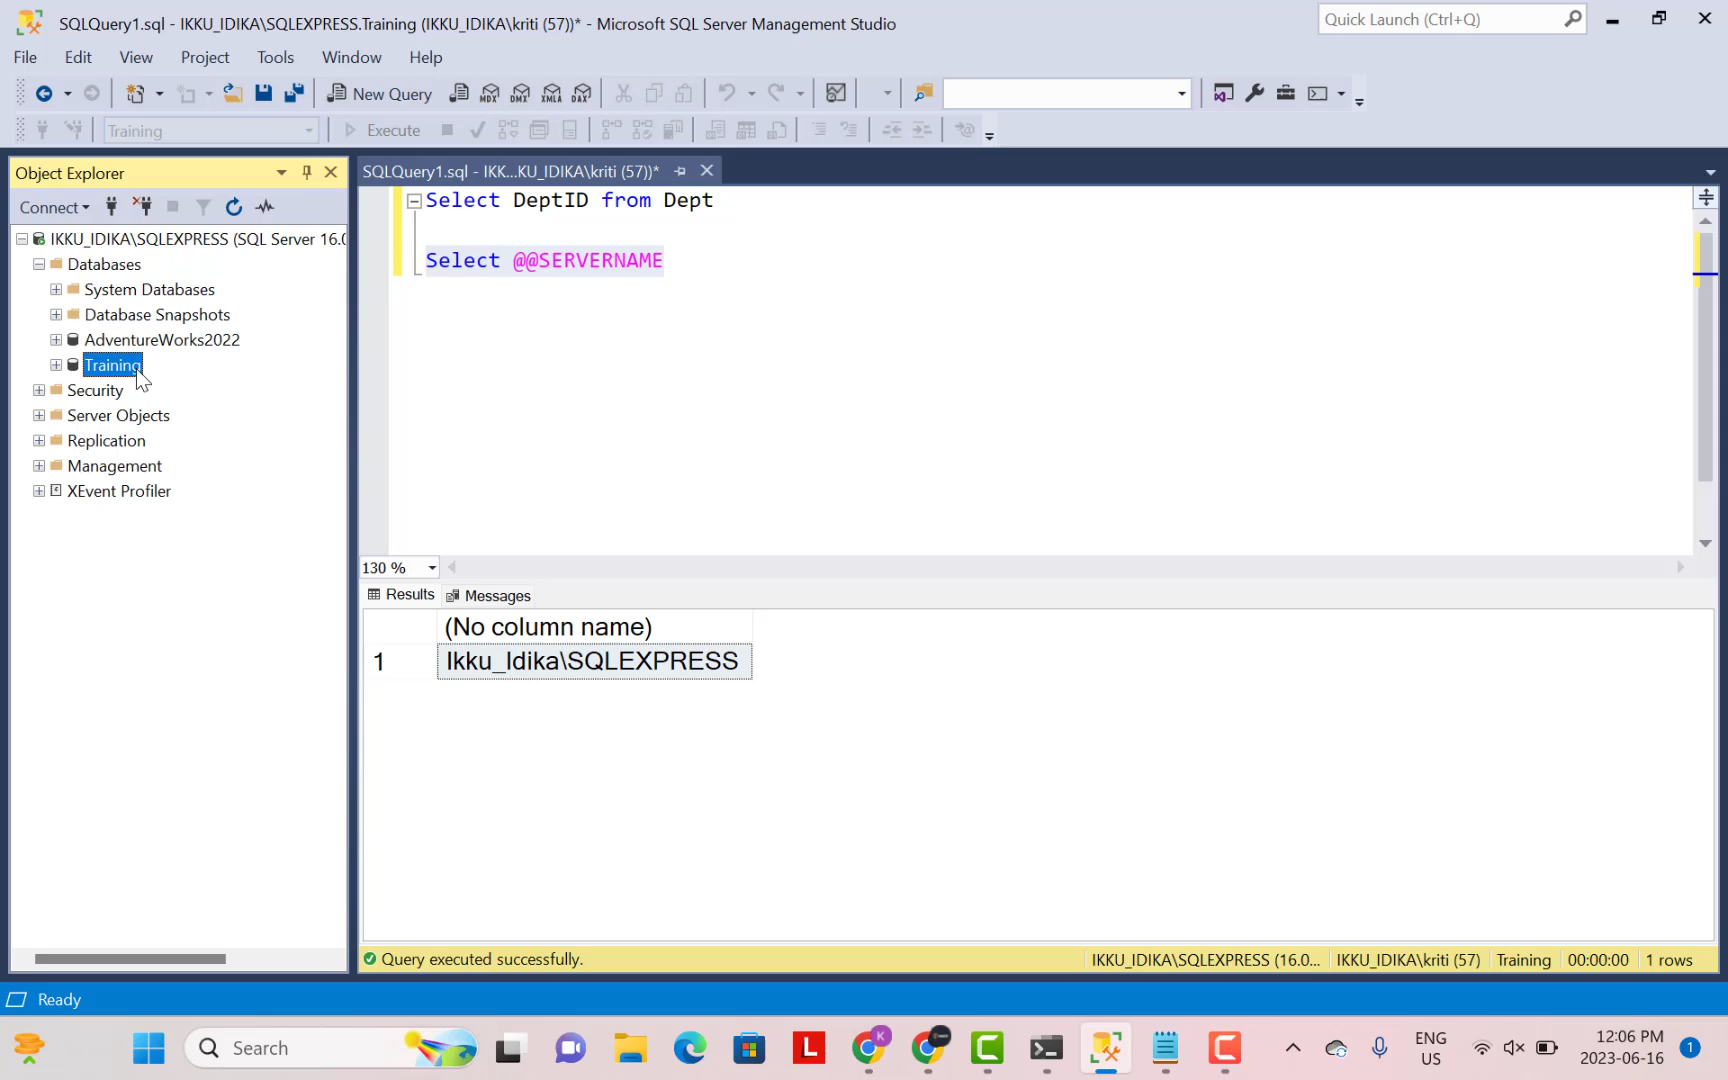 SQLQuery1.sql - IKKU_IDIKA\SQLEXPRESS.Training (IKKU_IDIKA\kriti (57))* - Microsoft SQL Server Management Studio
Quick Launch (Ctrl+Q)
File Edit View Project Tools Window Help
New Query MDX DMX XMLA DAX
Training Execute
Object Explorer
SQLQuery1.sql - IKK...KU_IDIKA\kriti (57))*
Connect
IKKU_IDIKA\SQLEXPRESS (SQL Server 16.0
Databases
System Databases
Database Snapshots
AdventureWorks2022
Training
Security
Server Objects
Replication
Management
XEvent Profiler
Select DeptID from Dept
Select @@SERVERNAME
130 %
Results Messages
(No column name)
1 Ikku_Idika\SQLEXPRESS
Query executed successfully. IKKU_IDIKA\SQLEXPRESS (16.0... IKKU_IDIKA\kriti (57) Training 00:00:00 1 rows
Ready
Search
L
K
ENG
US
12:06 PM
2023-06-16
1